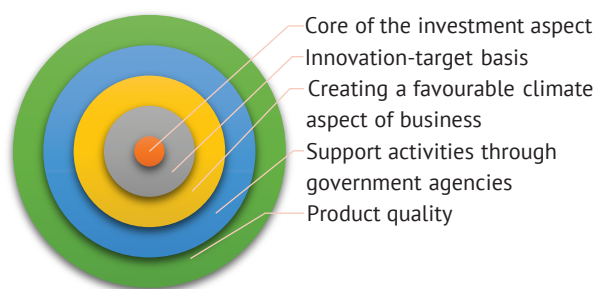 Core of the investment aspect
Innovation-target basis
Creating a favourable climate
aspect of business
Support activities through
government agencies
Product quality